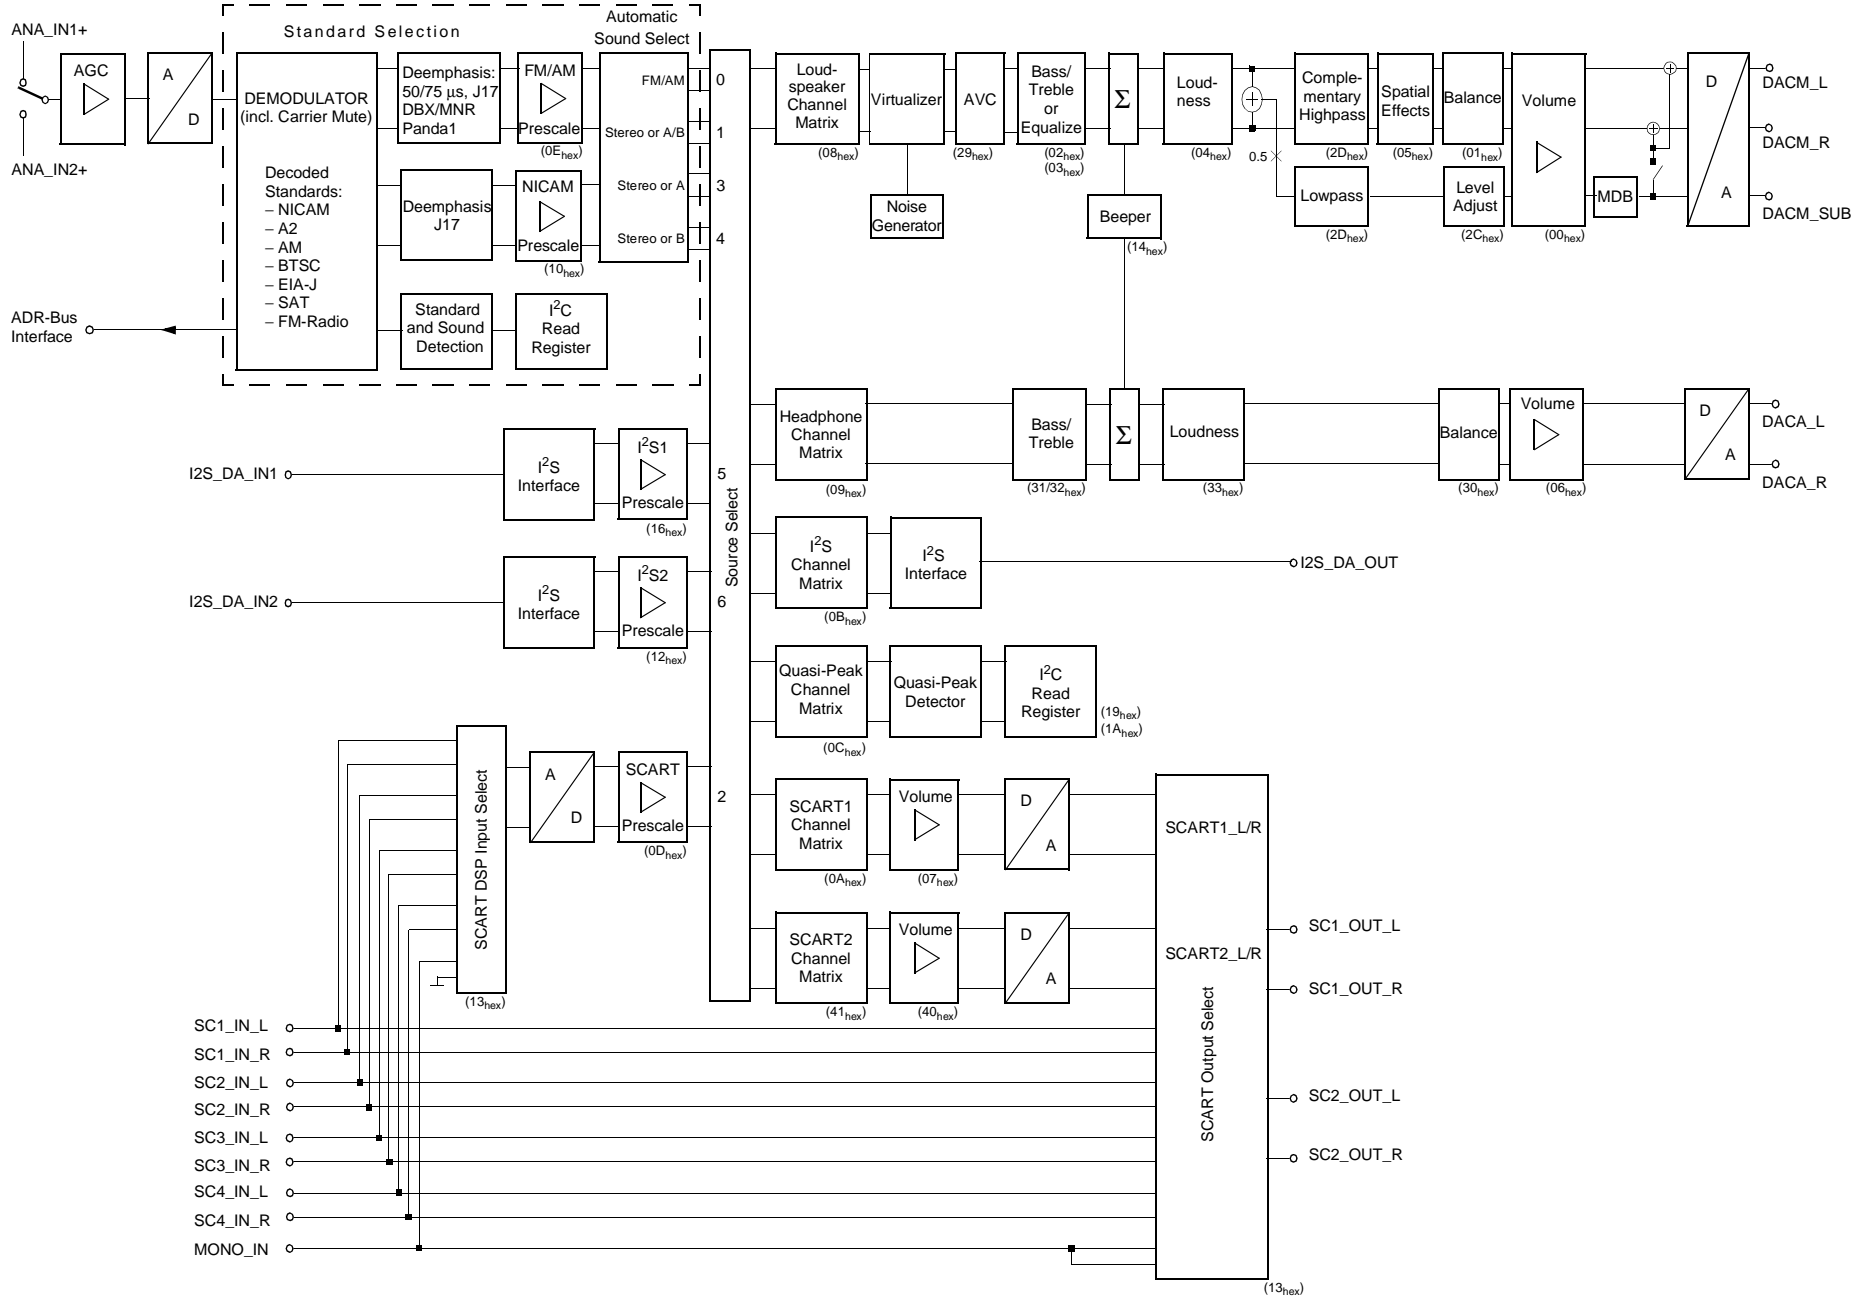 Standard Selection
Automatic
Sound Select
ANA_IN1+
ANA_IN2+
AGC
A
D
DEMODULATOR
(incl. Carrier Mute)
Decoded
Standards:
– NICAM
– A2
– AM
– BTSC
– EIA-J
– SAT
– FM-Radio
Deemphasis:
50/75 µs, J17
DBX/MNR
Panda1
FM/AM
Prescale
(0Ehex)
Deemphasis
J17
NICAM
Prescale
(10hex)
Standard
and Sound
Detection
I2C
Read
Register
FM/AM
Stereo or A/B
Stereo or A
Stereo or B
0
1
3
4
5
6
2
Source Select
ADR-Bus
Interface
Loud-
speaker
Channel
Matrix
(08hex)
Virtualizer
Noise
Generator
AVC
(29hex)
Bass/
Treble
or
Equalize
(02hex)
(03hex)
Σ
Beeper
(14hex)
Loud-
ness
(04hex)
0.5
Comple-
mentary
Highpass
(2Dhex)
Lowpass
(2Dhex)
Spatial
Effects
(05hex)
Balance
(01hex)
Level
Adjust
(2Chex)
Volume
(00hex)
MDB
D
A
DACM_L
DACM_R
DACM_SUB
Headphone
Channel
Matrix
(09hex)
Bass/
Treble
(31/32hex)
Σ
Loudness
(33hex)
Balance
(30hex)
Volume
(06hex)
D
A
DACA_L
DACA_R
I2S_DA_IN1
I2S
Interface
I2S1
Prescale
(16hex)
I2S_DA_IN2
I2S
Interface
I2S2
Prescale
(12hex)
I2S
Channel
Matrix
(0Bhex)
I2S
Interface
I2S_DA_OUT
Quasi-Peak
Channel
Matrix
(0Chex)
Quasi-Peak
Detector
I2C
Read
Register
(19hex)
(1Ahex)
SCART DSP Input Select
(13hex)
A
D
SCART
Prescale
(0Dhex)
SCART1
Channel
Matrix
(0Ahex)
Volume
(07hex)
D
A
SCART2
Channel
Matrix
(41hex)
Volume
(40hex)
D
A
SCART1_L/R
SCART2_L/R
SCART Output Select
(13hex)
SC1_OUT_L
SC1_OUT_R
SC2_OUT_L
SC2_OUT_R
SC1_IN_L
SC1_IN_R
SC2_IN_L
SC2_IN_R
SC3_IN_L
SC3_IN_R
SC4_IN_L
SC4_IN_R
MONO_IN